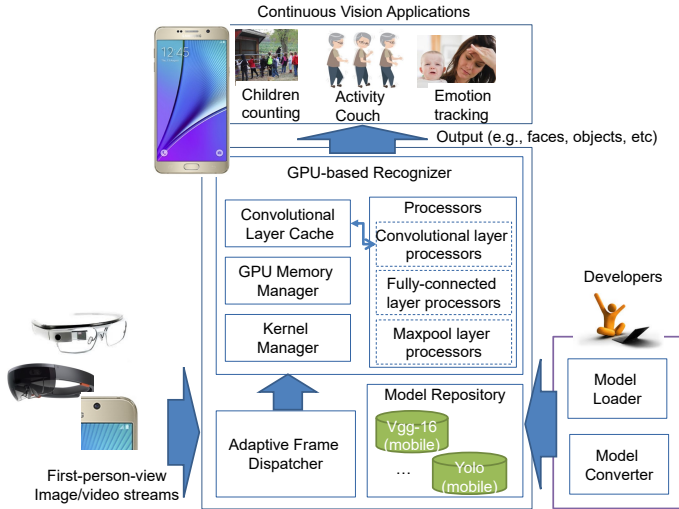 Continuous Vision Applications
12:45
Children
counting
Activity
Couch
Emotion
tracking
Output (e.g., faces, objects, etc)
GPU-based Recognizer
Convolutional
Layer Cache
GPU Memory
Manager
Kernel
Manager
Processors
Convolutional layer
processors
Fully-connected
layer processors
Maxpool layer
processors
Developers
Model
Loader
Model
Converter
Model Repository
Vgg-16
(mobile)
...
Yolo
(mobile)
Adaptive Frame
Dispatcher
First-person-view
Image/video streams